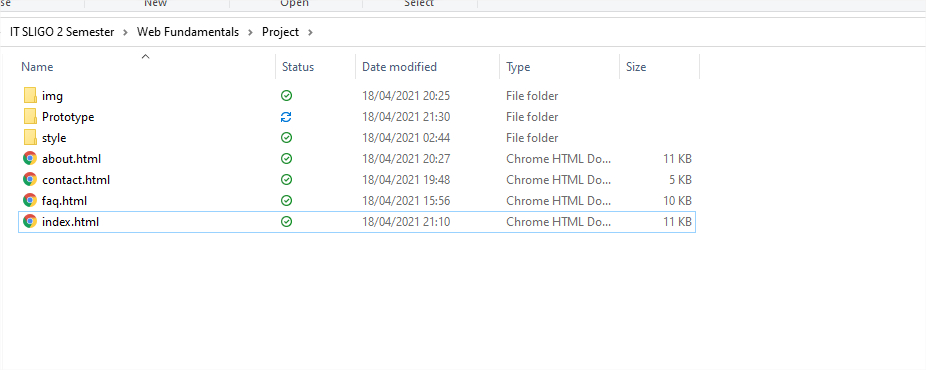 se New Open Select
IT SLIGO 2 Semester > Web Fundamentals > Project >
Name Status Date modified Type Size
img 18/04/2021 20:25 File folder
Prototype 18/04/2021 21:30 File folder
style 18/04/2021 02:44 File folder
about.html 18/04/2021 20:27 Chrome HTML Do... 11 KB
contact.html 18/04/2021 19:48 Chrome HTML Do... 5 KB
faq.html 18/04/2021 15:56 Chrome HTML Do... 10 KB
index.html 18/04/2021 21:10 Chrome HTML Do... 11 KB